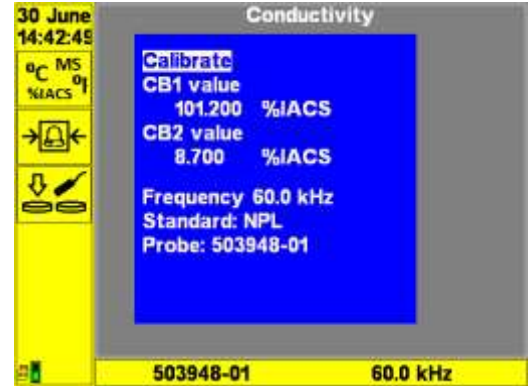 30 June
14:42:49
Conductivity
°C MS
%IACS °F
Calibrate
CB1 value
101.200 %IACS
CB2 value
8.700 %IACS
Frequency 60.0 kHz
Standard: NPL
Probe: 503948-01
503948-01 60.0 kHz